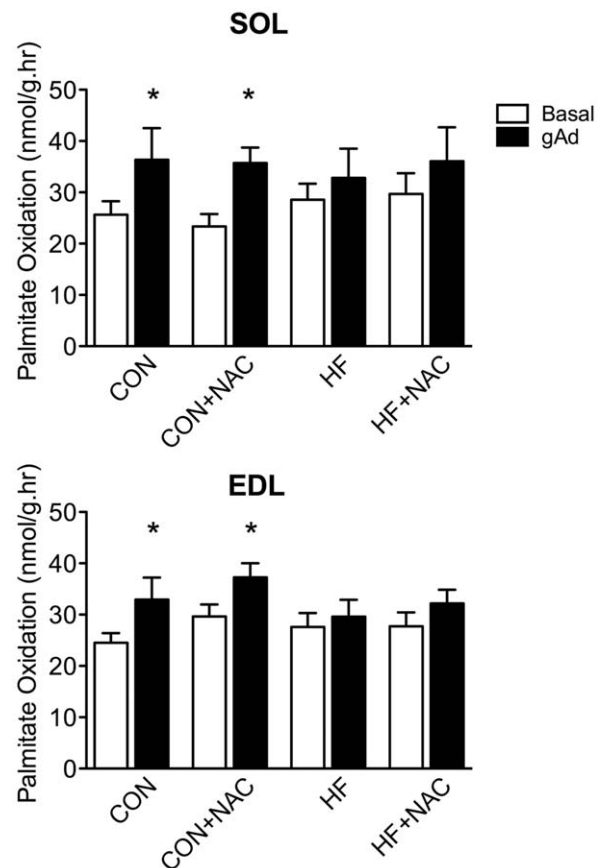 SOL
Palmitate Oxidation (nmol/g.hr)
50
40
30
20
10
0
* *
Basal
gAd
CON
CON+NAC
HF
HF+NAC
EDL
Palmitate Oxidation (nmol/g.hr)
50
40
30
20
10
0
* *
CON
CON+NAC
HF
HF+NAC